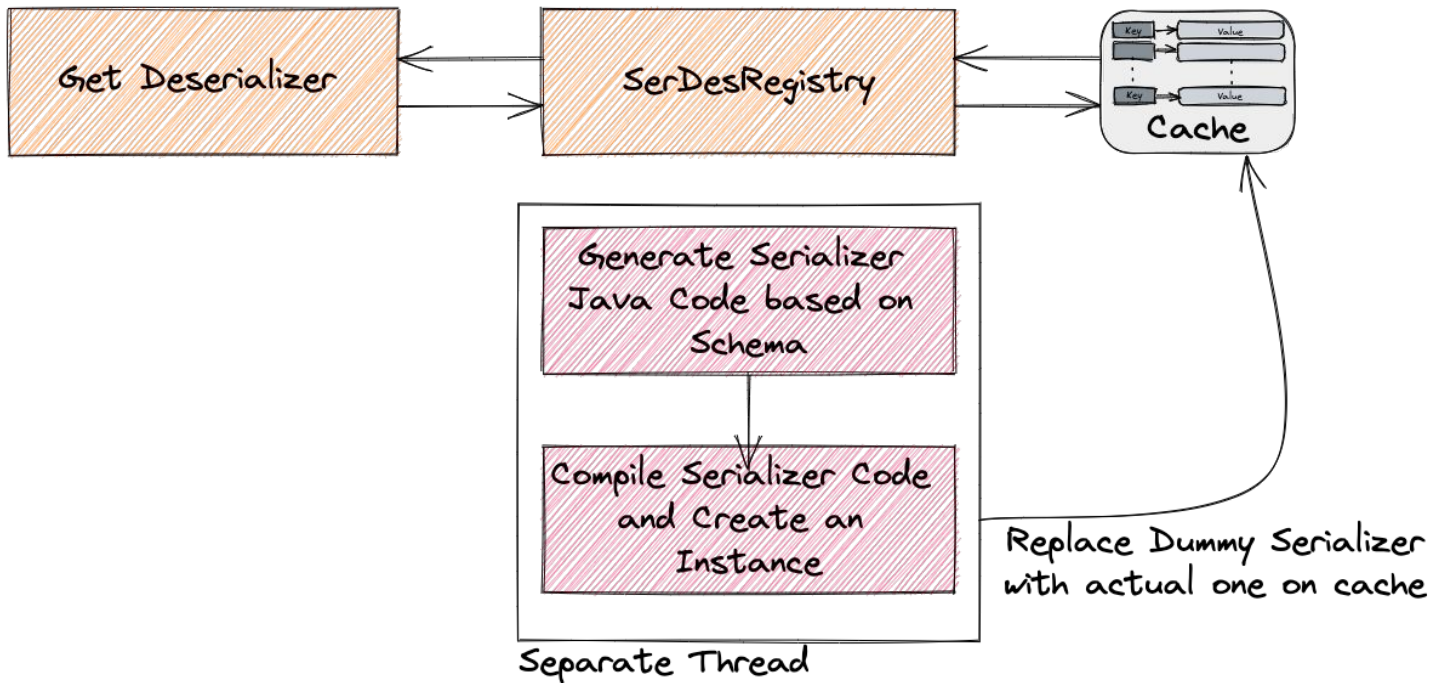 Get Deserializer
SerDesRegistry
Key
Value
Key
Value
Cache
Generate Serializer
Java Code based on
Schema
Compile Serializer Code
and Create an
Instance
Replace Dummy Serializer
with actual one on cache
Separate Thread